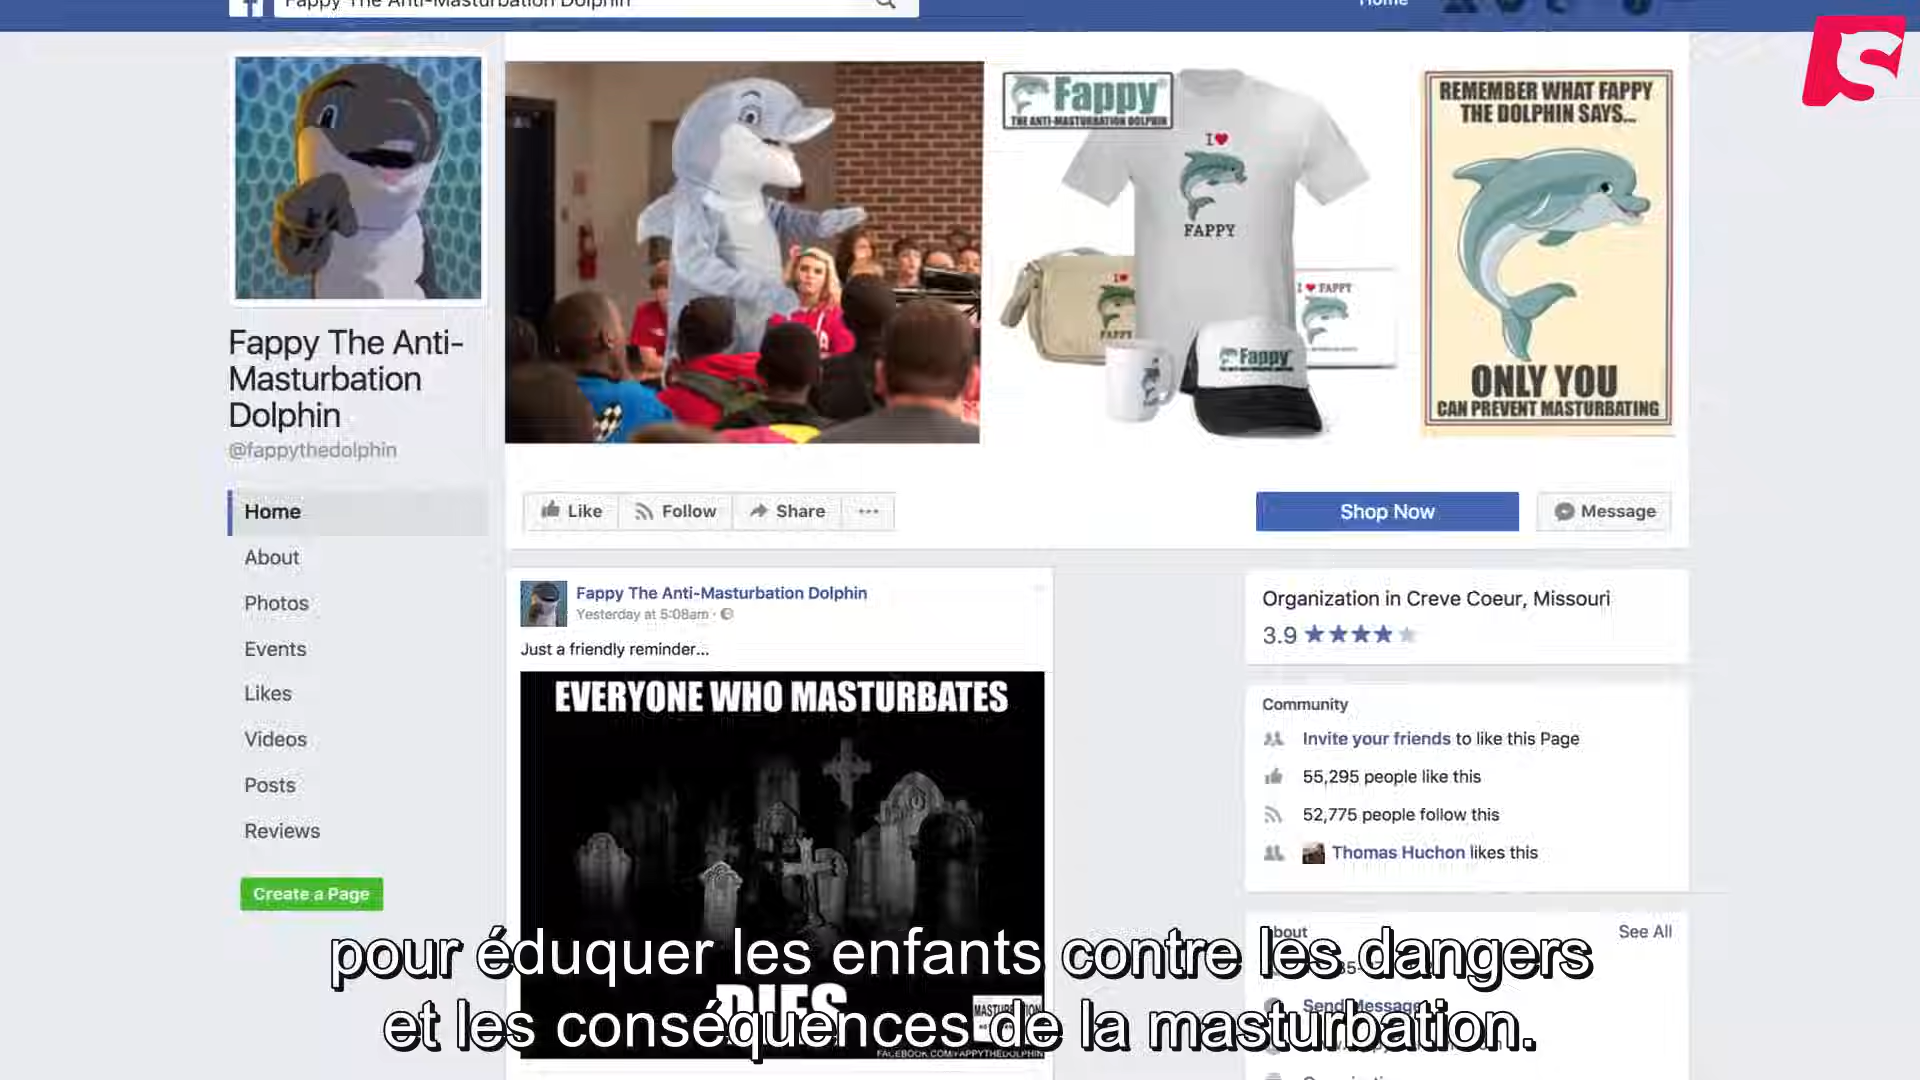 Fappy The Anti-Masturbation Dolphin
Home
S
Fappy
THE ANTI-MASTURBATION DOLPHIN
I ♥
FAPPY
I ♥
FAPPY
I ♥ FAPPY
Fappy
REMEMBER WHAT FAPPY
THE DOLPHIN SAYS...
ONLY YOU
CAN PREVENT MASTURBATING
Fappy The Anti-
Masturbation
Dolphin
@fappythedolphin
Home
About
Photos
Events
Likes
Videos
Posts
Reviews
Create a Page
Like
Follow
Share
Shop Now
Message
Fappy The Anti-Masturbation Dolphin
Yesterday at 5:08am
Just a friendly reminder...
EVERYONE WHO MASTURBATES
DIES
FACEBOOK.COM/FAPPYTHEDOLPHIN
Organization in Creve Coeur, Missouri
3.9
Community
Invite your friends to like this Page
55,295 people like this
52,775 people follow this
Thomas Huchon likes this
About
See All
Send Message
pour éduquer les enfants contre les dangers
et les conséquences de la masturbation.